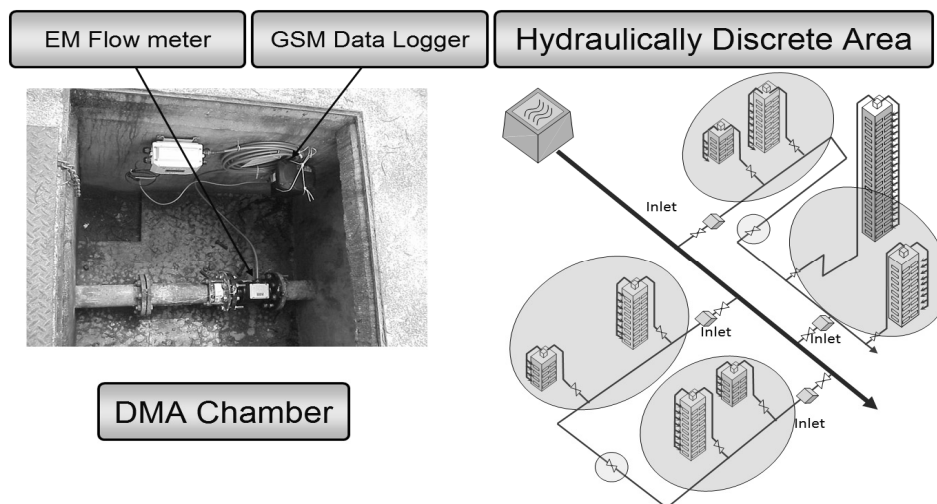 EM Flow meter
GSM Data Logger
Hydraulically Discrete Area
Inlet
Inlet
Inlet
Inlet
DMA Chamber